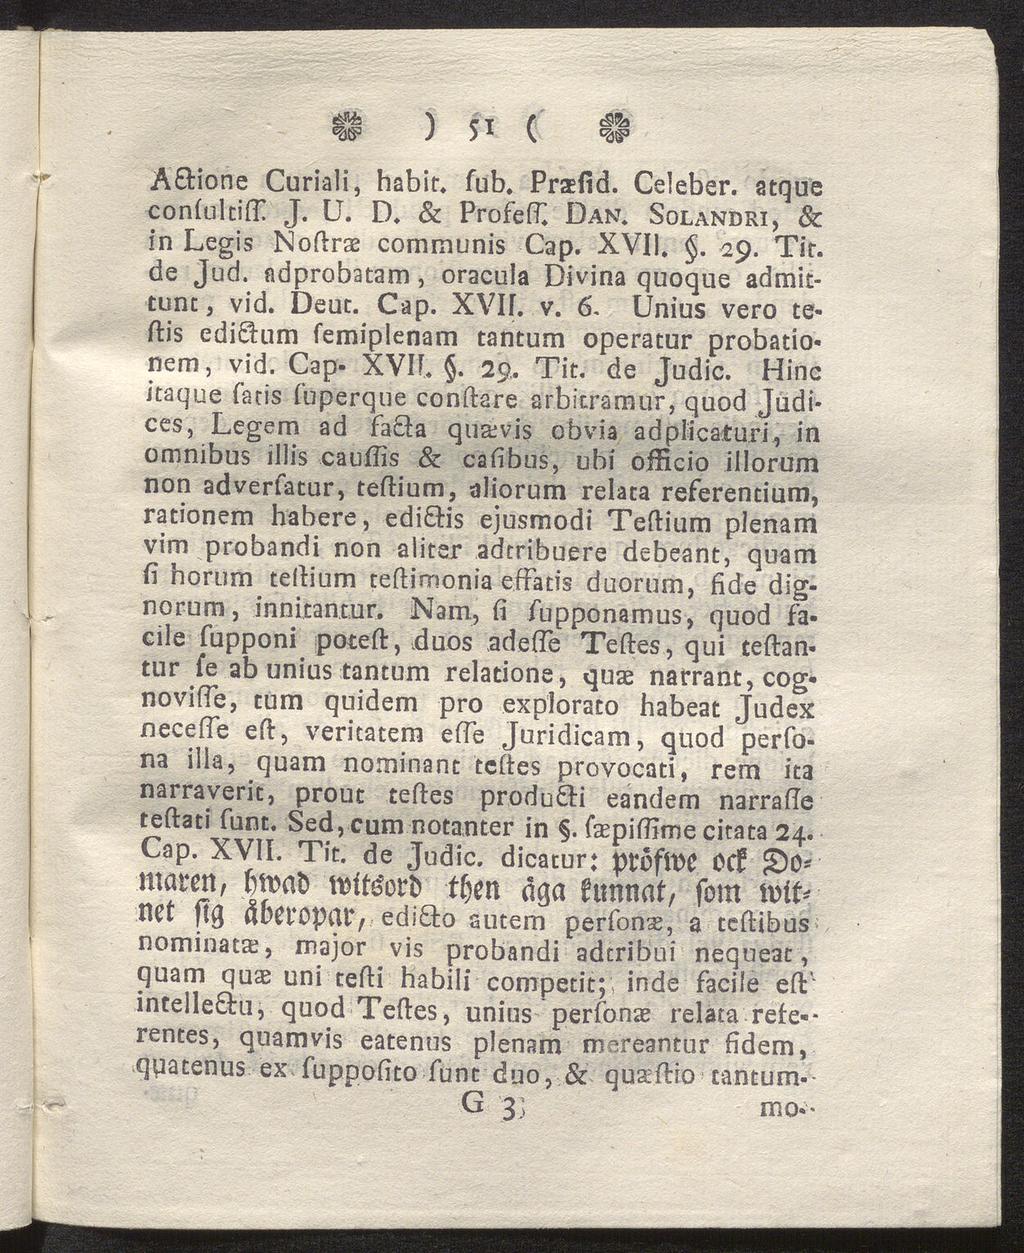 ) 51 (
Actione Curiali, habit. ſub. Præſid. Celeber. atque
conſultiſſ. J. U. D. & Profeſſ. DAN. SOLANDRI, &
in Legis Noſtræ communis Cap. XVII. §. 29. Tit.
de Jud. adprobatam, oracula Divina quoque admit-
tunt, vid. Deut. Cap. XVII. v. 6. Unius vero te-
ſtis edictum ſemiplenam tantum operatur probatio-
nem, vid. Cap- XVII. §. 29. Tit. de Judic. Hinc
itaque ſatis ſuperque conſtare arbitramur, quod Judi-
ces, Legem ad facta quævis obvia adplicaturi, in
omnibus illis cauſſis & caſibus, ubi officio illorum
non adverſatur, teſtium, aliorum relata referentium,
rationem habere, edictis ejusmodi Teſtium plenam
vim probandi non aliter adtribuere debeant, quam
ſi horum teſtium teſtimonia effatis duorum, fide dig-
norum, innitantur. Nam, ſi ſupponamus, quod fa-
cile ſupponi poteſt, duos adeſſe Teſtes, qui teſtan-
tur ſe ab unius tantum relatione, quæ narrant, cog-
noviſſe, tum quidem pro explorato habeat Judex
neceſſe eſt, veritatem eſſe Juridicam, quod perſo-
na illa, quam nominant teſtes provocati, rem ita
narraverit, prout teſtes producti eandem narraſſe
teſtati ſunt. Sed, cum notanter in §. ſæpiſſime citata 24.
Cap. XVII. Tit. de Judic. dicatur: pröfwe ock Do-
maren, hwad witsord then äga kunnat, ſom wit-
net ſig åberopar, edicto autem perſonæ, a teſtibus
nominatæ, major vis probandi adtribui nequeat,
quam quæ uni teſti habili competit; inde facile eſt
intellectu, quod Teſtes, unius perſonæ relata refe-
rentes, quamvis eatenus plenam mereantur fidem,
quatenus ex ſuppoſito ſunt duo, & quæſtio tantum-
G 3 mo-